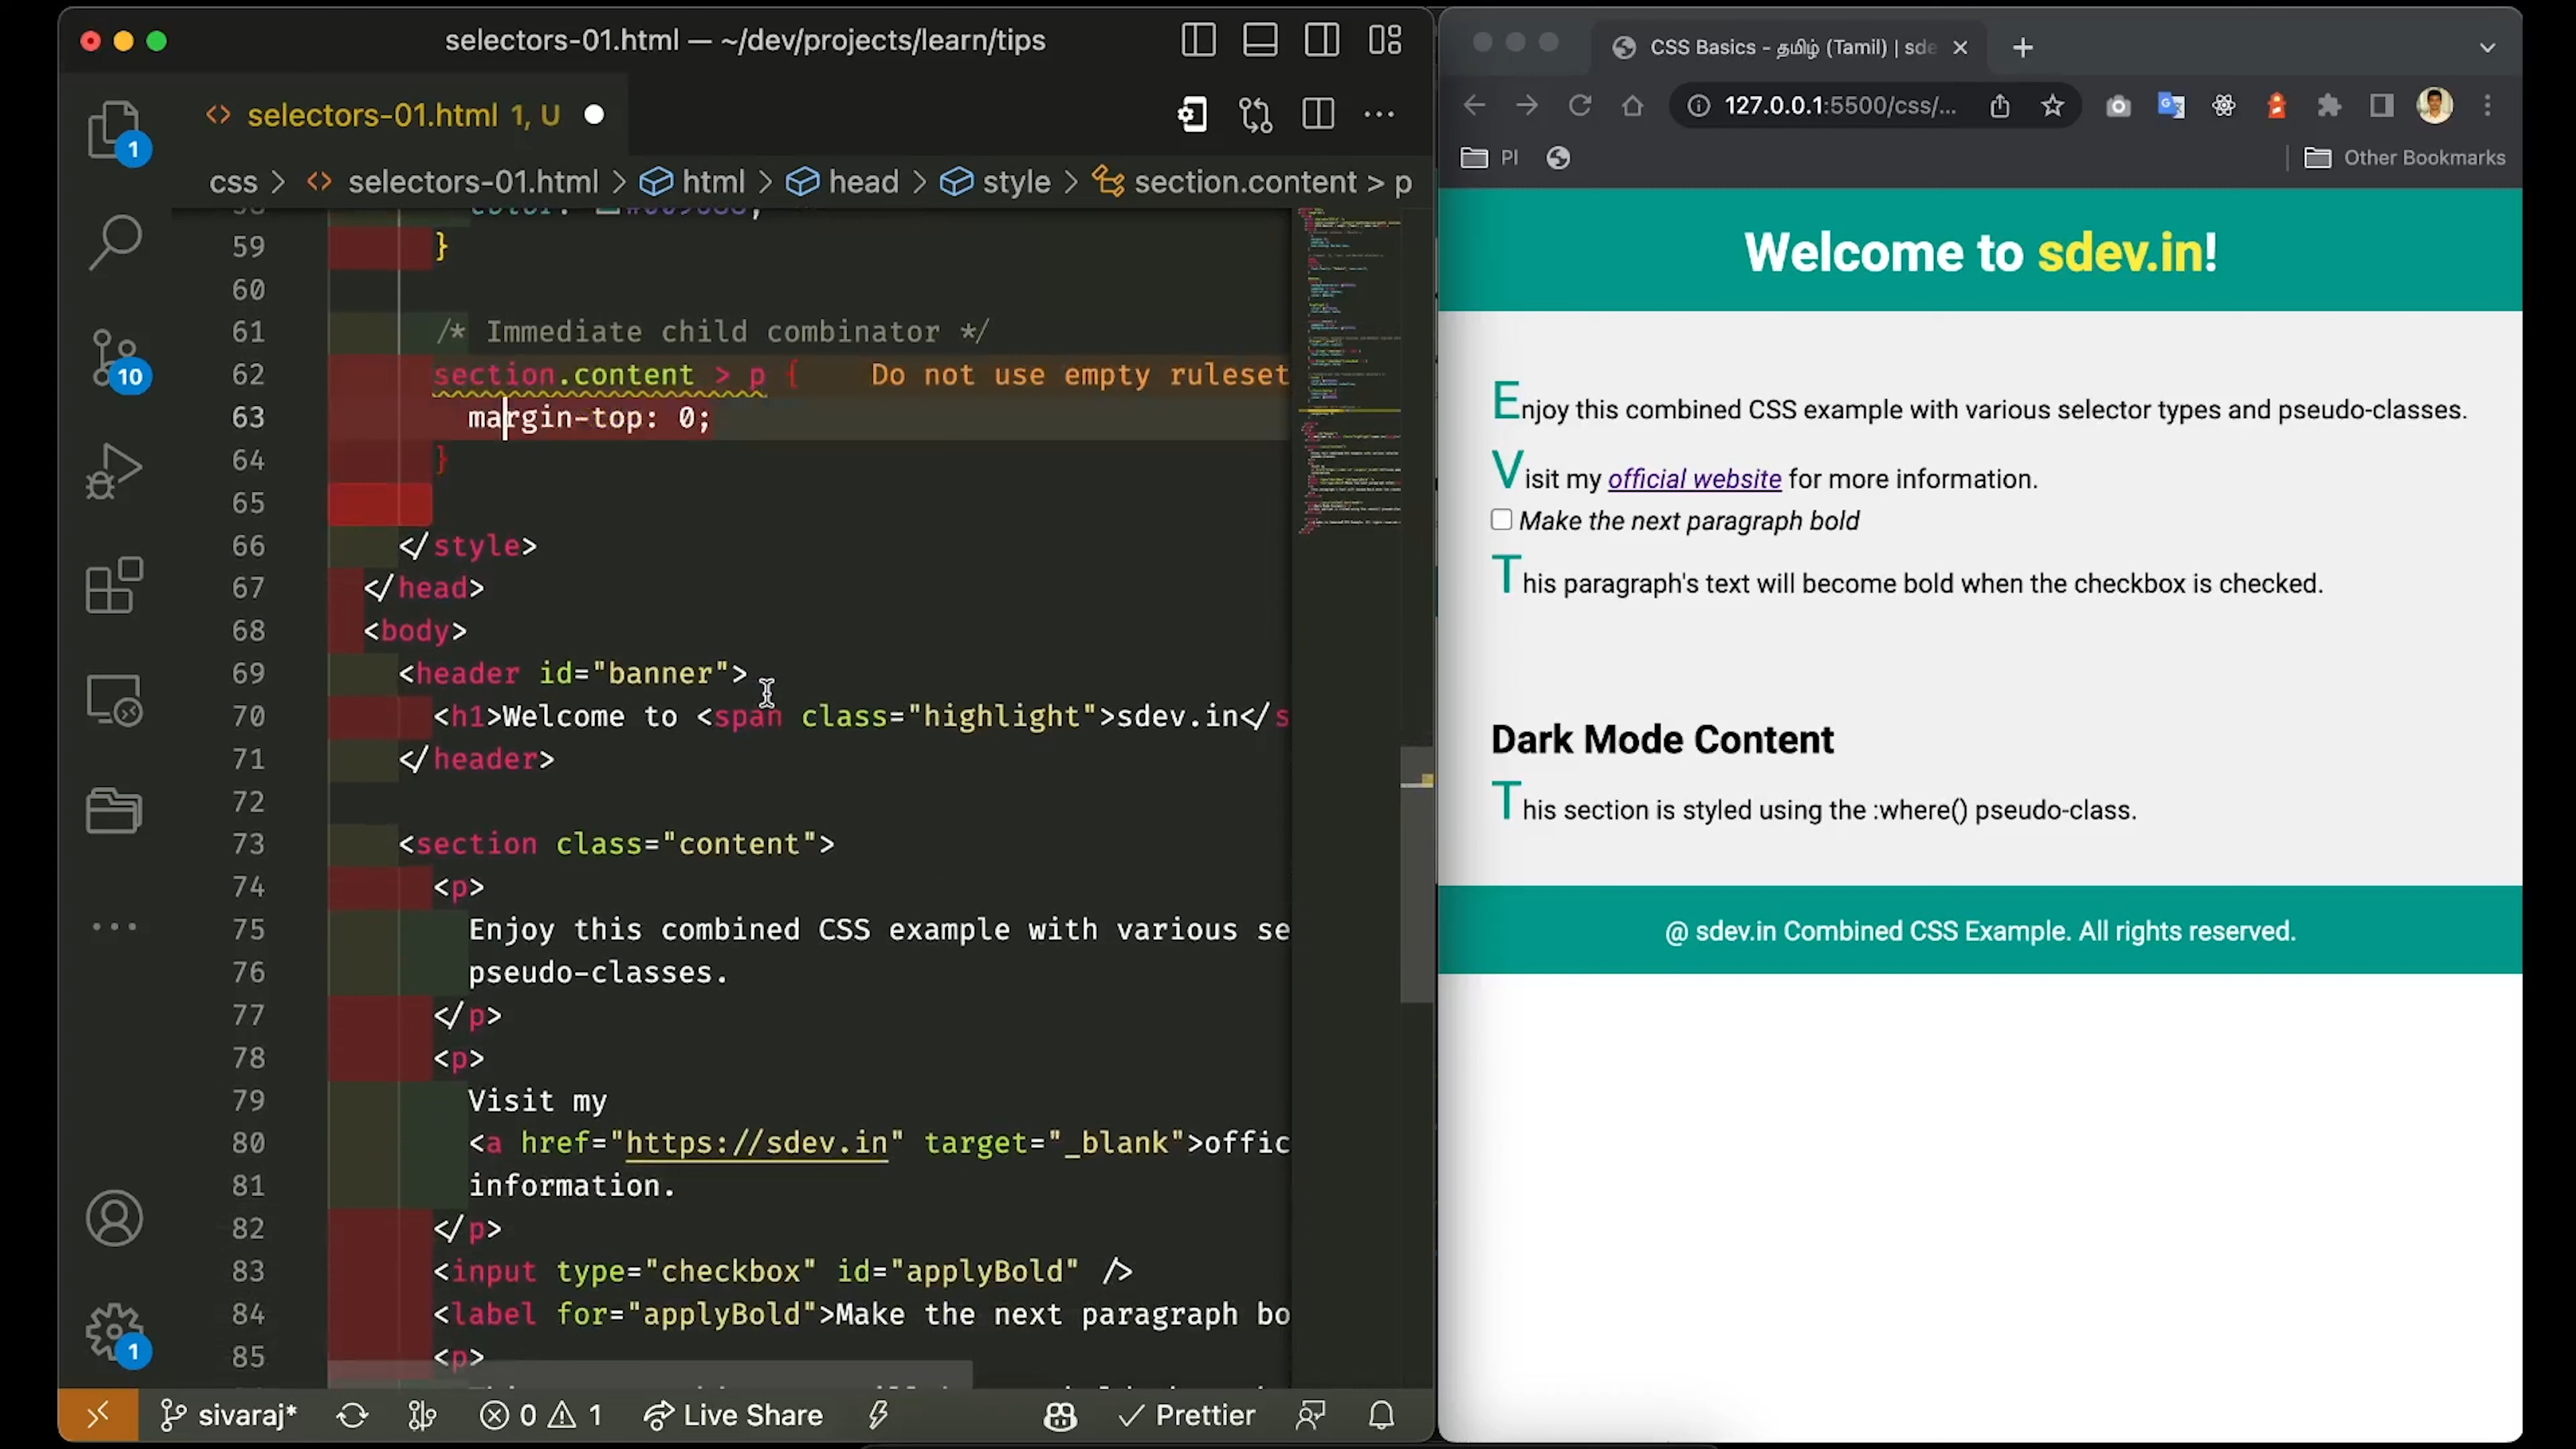 selectors-01.html — ~/dev/projects/learn/tips
selectors-01.html 1, U
css > selectors-01.html > html > head > style > section.content > p
59 }
60
61 /* Immediate child combinator */
62 section.content > p { Do not use empty ruleset
63 margin-top: 0;
64 }
65
66 </style>
67 </head>
68 <body>
69 <header id="banner">
70 <h1>Welcome to <span class="highlight">sdev.in</s
71 </header>
72
73 <section class="content">
74 <p>
75 Enjoy this combined CSS example with various se
76 pseudo-classes.
77 </p>
78 <p>
79 Visit my
80 <a href="https://sdev.in" target="_blank">offic
81 information.
82 </p>
83 <input type="checkbox" id="applyBold" />
84 <label for="applyBold">Make the next paragraph bo
85 <p>
1
10
1
sivaraj* 0 1 Live Share Prettier
CSS Basics - தமிழ் (Tamil) | sde
127.0.0.1:5500/css/...
PI Other Bookmarks
Welcome to sdev.in!
Enjoy this combined CSS example with various selector types and pseudo-classes.
Visit my official website for more information.
Make the next paragraph bold
This paragraph's text will become bold when the checkbox is checked.
Dark Mode Content
This section is styled using the :where() pseudo-class.
@ sdev.in Combined CSS Example. All rights reserved.